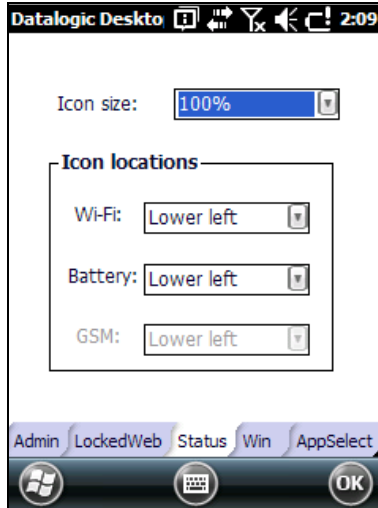 Datalogic Deskto 2:09
Icon size: 100%
Icon locations
Wi-Fi: Lower left
Battery: Lower left
GSM: Lower left
Admin LockedWeb Status Win AppSelect
OK